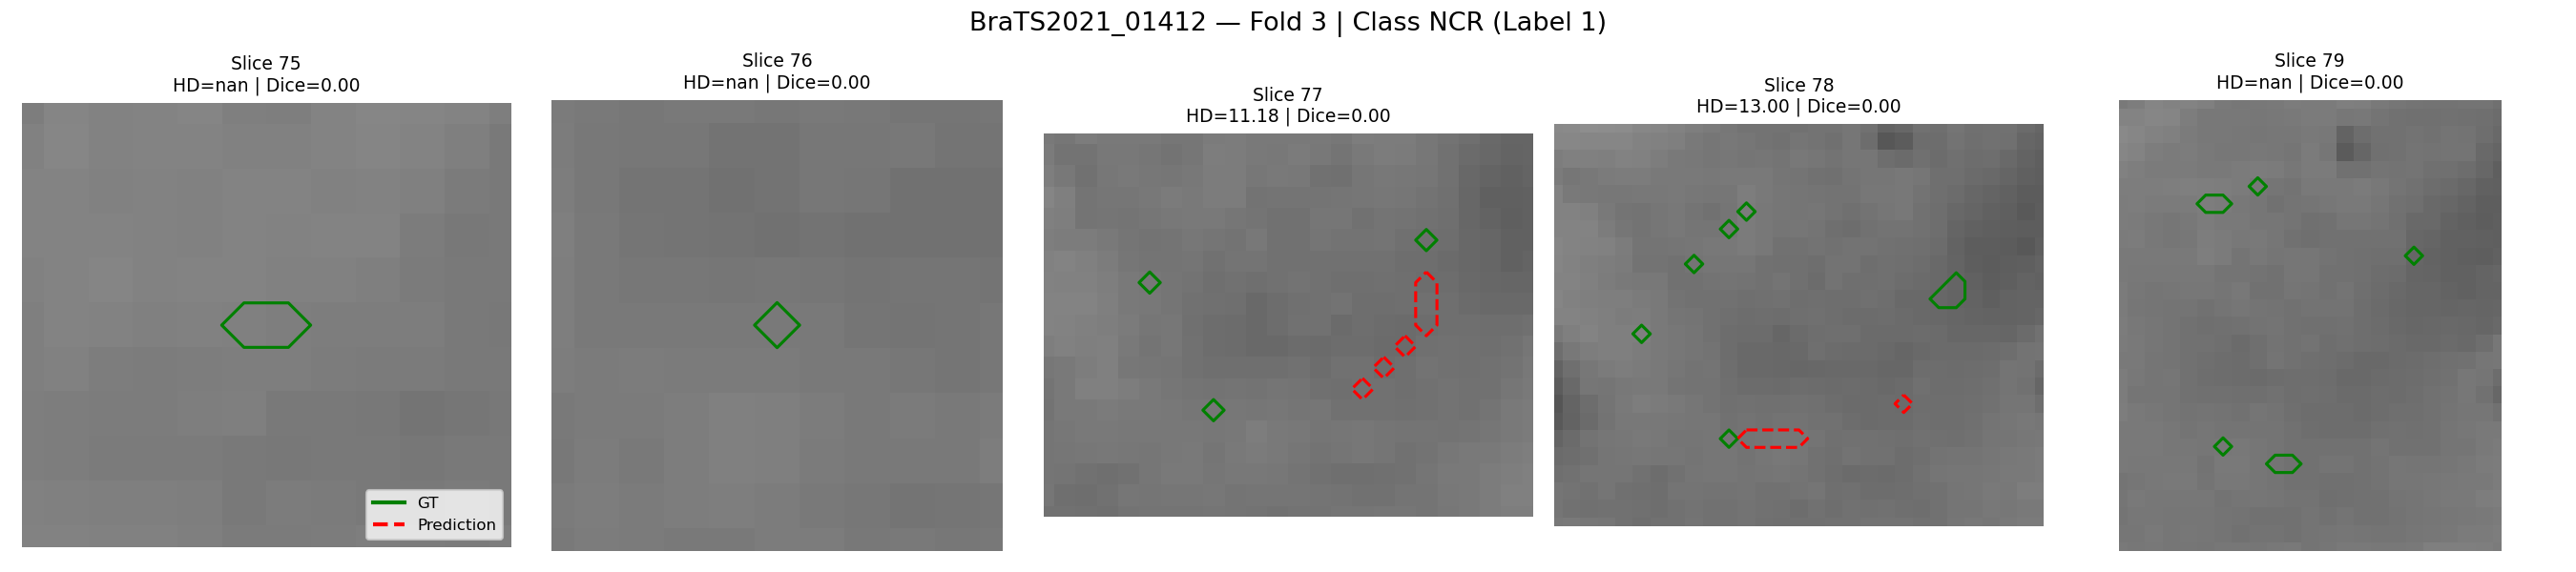 BraTS2021_01412 — Fold 3 | Class NCR (Label 1)
Slice 75
HD=nan | Dice=0.00
Slice 76
HD=nan | Dice=0.00
Slice 77
HD=11.18 | Dice=0.00
Slice 78
HD=13.00 | Dice=0.00
Slice 79
HD=nan | Dice=0.00
GT
Prediction